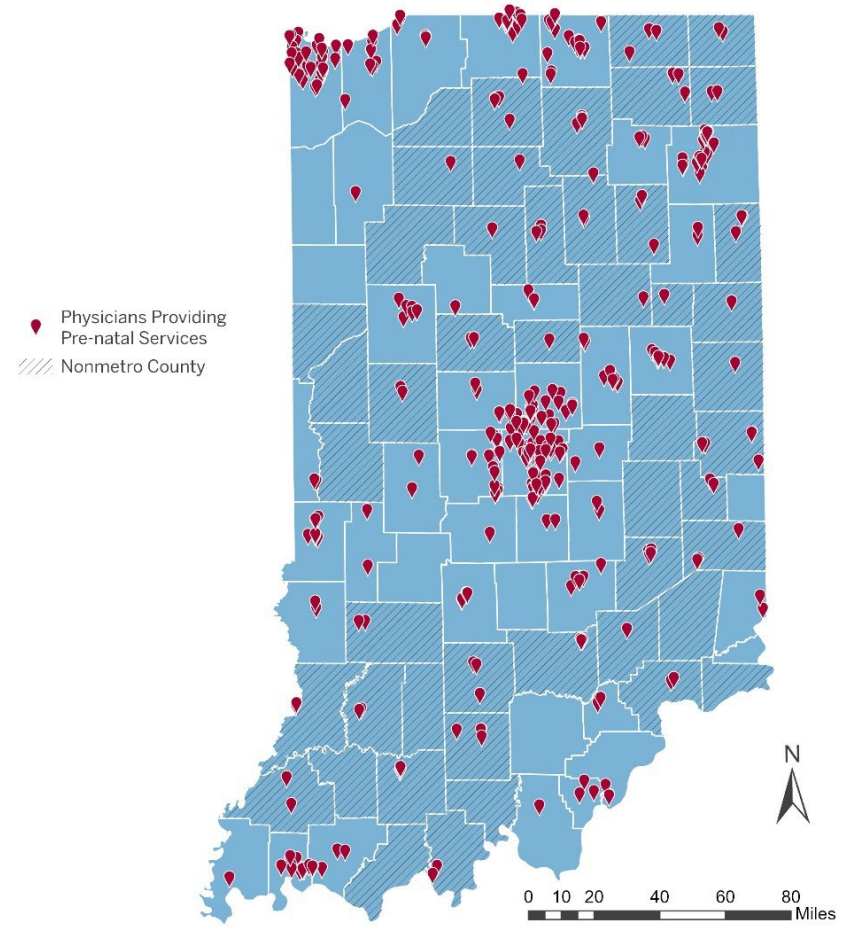 Physicians Providing
Pre-natal Services
Nonmetro County
N
0 10 20 40 60 80
Miles